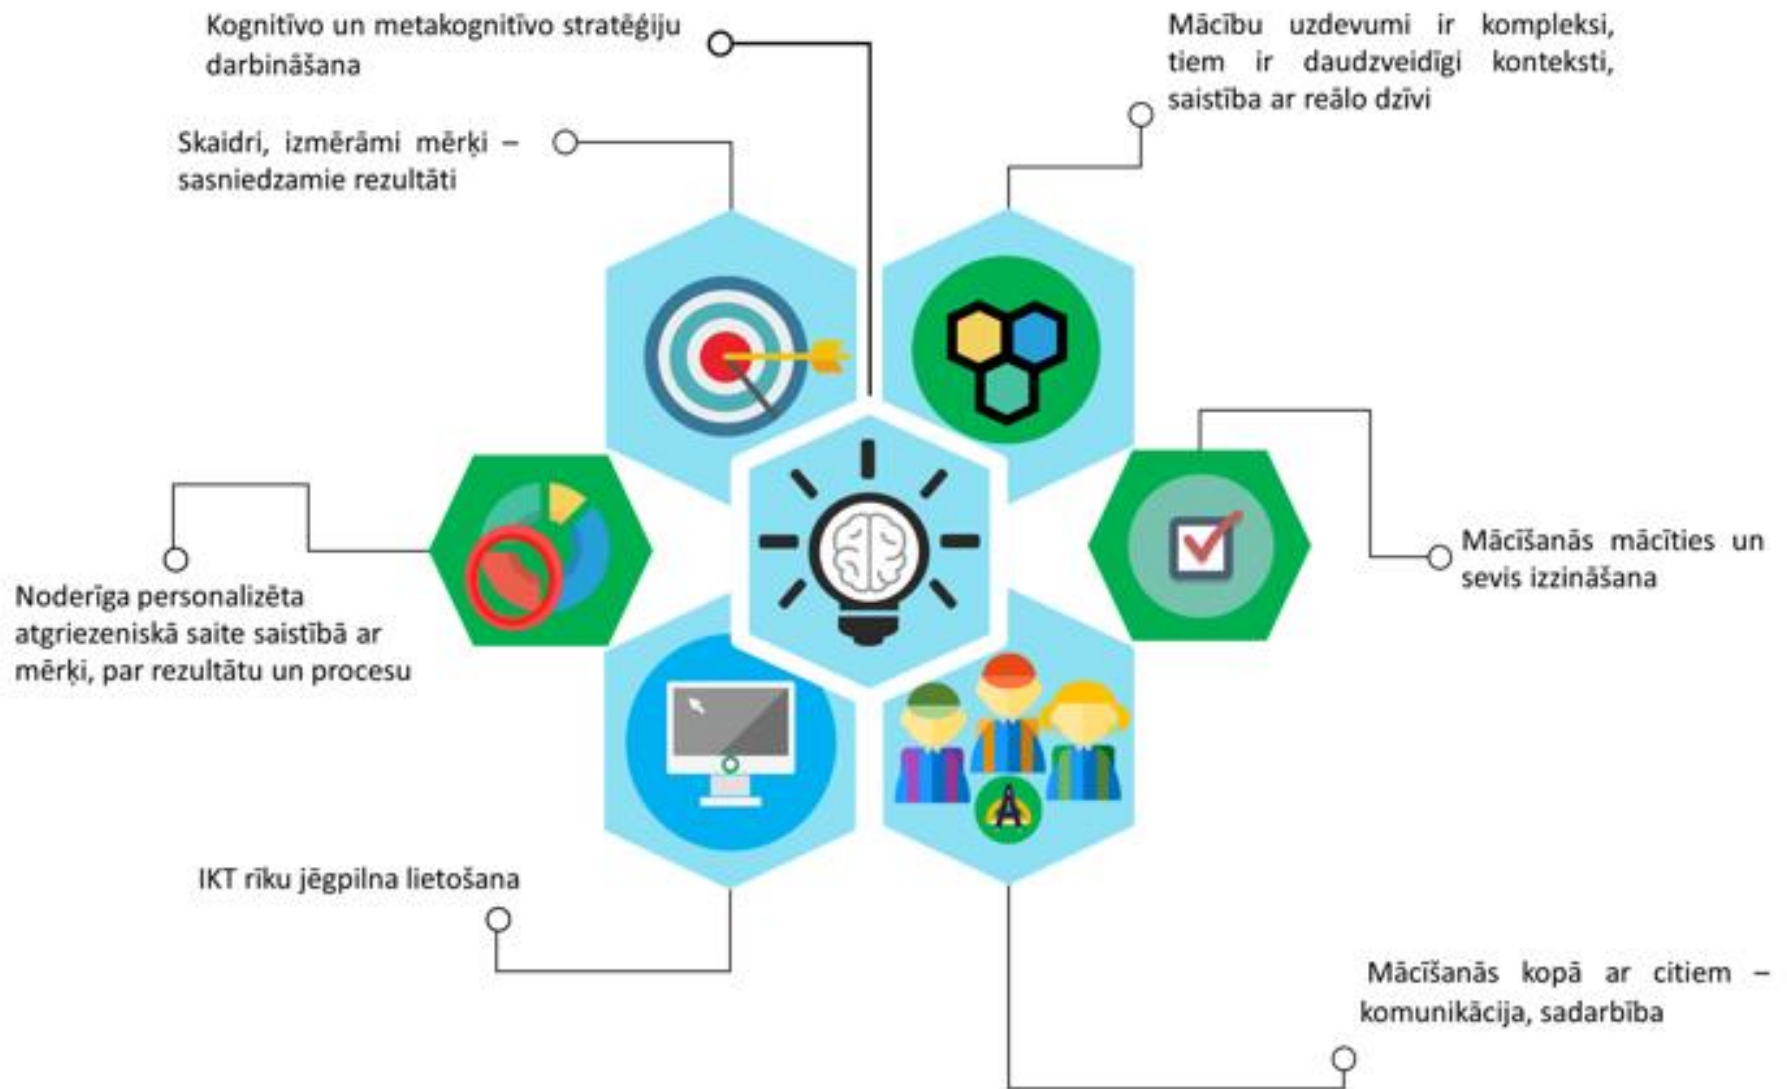 Kognitīvo un metakognitīvo stratēģiju
darbināšana
Mācību uzdevumi ir kompleksi,
tiem ir daudzveidīgi konteksti,
saistība ar reālo dzīvi
Skaidri, izmērāmi mērķi –
sasniedzamie rezultāti
Mācīšanās mācīties un
sevis izzināšana
Noderīga personalizēta
atgriezeniskā saite saistībā ar
mērķi, par rezultātu un procesu
IKT rīku jēgpilna lietošana
Mācīšanās kopā ar citiem –
komunikācija, sadarbība